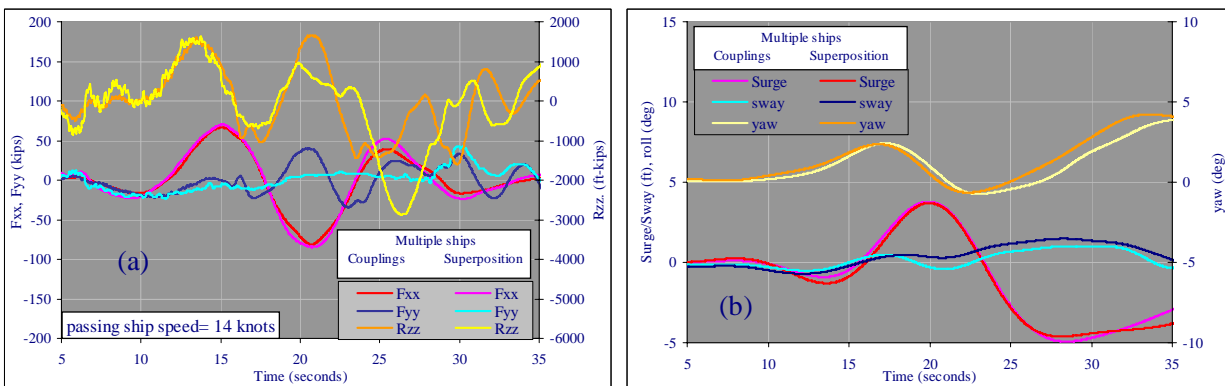 200
150
100
50
0
-50
-100
-150
-200
Fxx, Fyy (kips)
2000
1000
0
-1000
-2000
-3000
-4000
-5000
-6000
Rzz. (ft-kips)
(a)
Multiple ships
Couplings Superposition
Fxx Fxx
Fyy Fyy
Rzz Rzz
passing ship speed= 14 knots
5 10 15 20 25 30 35
Time (seconds)
15
10
5
0
-5
Surge/Sway (ft), roll (deg)
10
5
0
-5
-10
yaw (deg)
Multiple ships
Couplings Superposition
Surge Surge
sway sway
yaw yaw
(b)
5 10 15 20 25 30 35
Time (seconds)